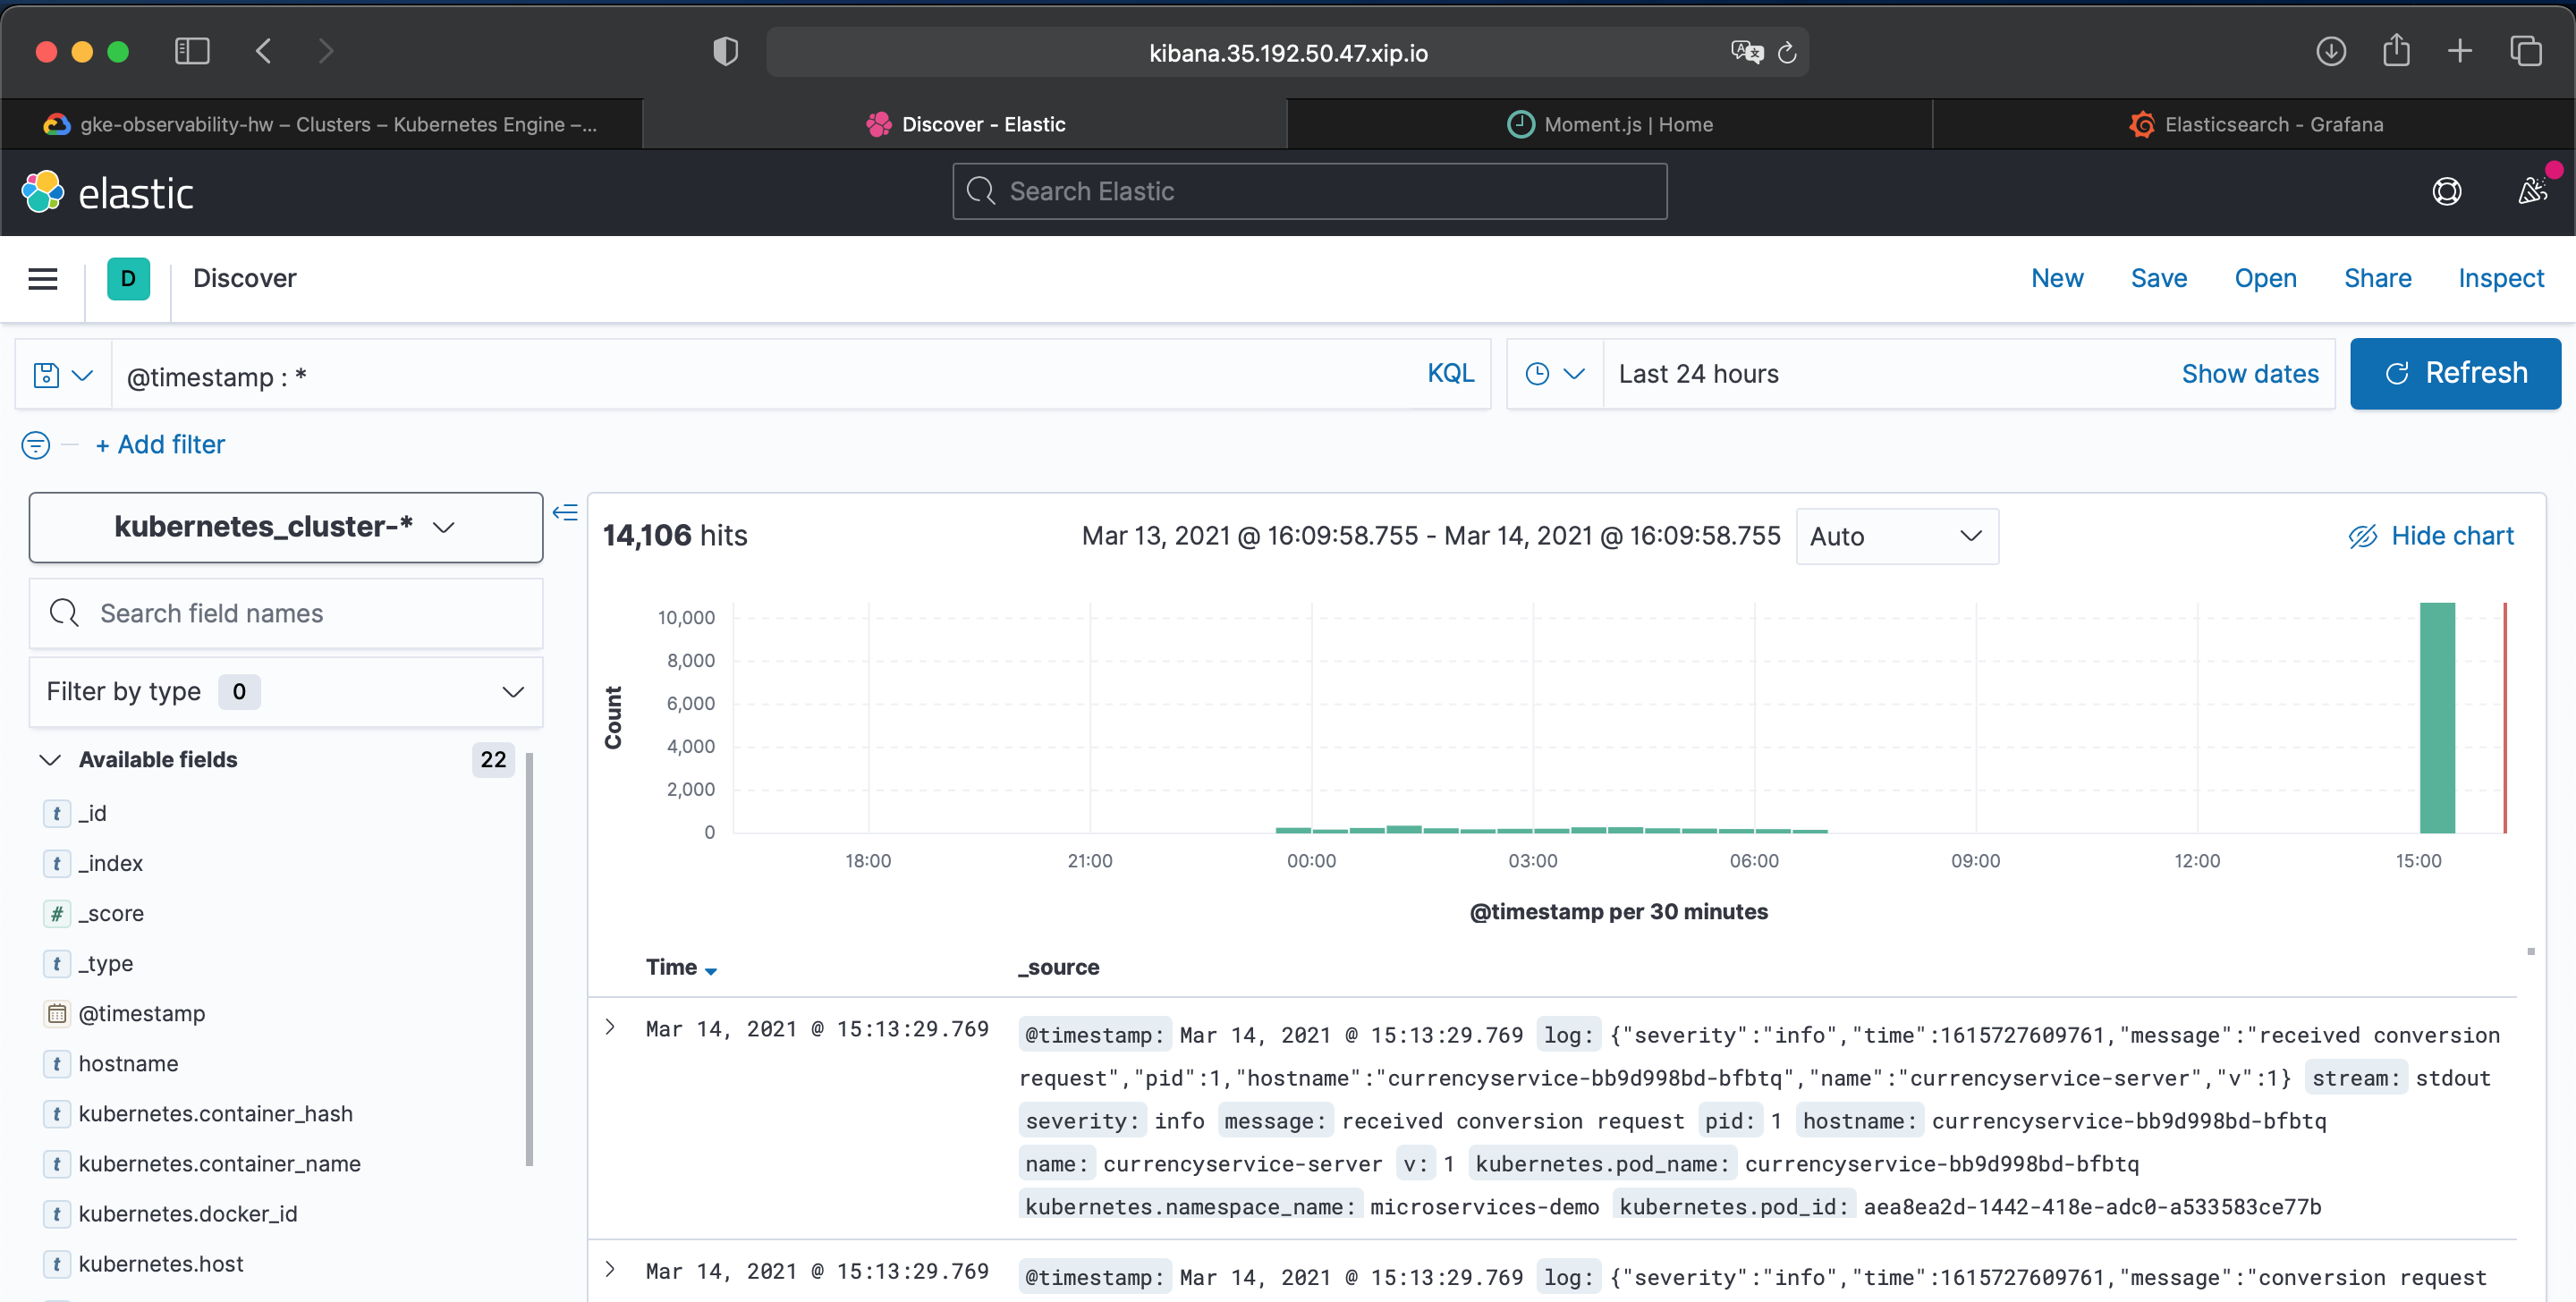 kibana.35.192.50.47.xip.io
gke-observability-hw – Clusters – Kubernetes Engine –...
Discover - Elastic
Moment.js | Home
Elasticsearch - Grafana
elastic
Search Elastic
D
Discover
New
Save
Open
Share
Inspect
@timestamp : *
KQL
Last 24 hours
Show dates
Refresh
+ Add filter
kubernetes_cluster-*
14,106 hits
Mar 13, 2021 @ 16:09:58.755 - Mar 14, 2021 @ 16:09:58.755
Auto
Hide chart
Search field names
Filter by type 0
Available fields 22
t _id
t _index
# _score
t _type
@timestamp
t hostname
t kubernetes.container_hash
t kubernetes.container_name
t kubernetes.docker_id
t kubernetes.host
Count
10,000
8,000
6,000
4,000
2,000
0
18:00 21:00 00:00 03:00 06:00 09:00 12:00 15:00
@timestamp per 30 minutes
Time _source
Mar 14, 2021 @ 15:13:29.769
@timestamp: Mar 14, 2021 @ 15:13:29.769 log: {"severity":"info","time":1615727609761,"message":"received conversion
request","pid":1,"hostname":"currencyservice-bb9d998bd-bfbtq","name":"currencyservice-server","v":1} stream: stdout
severity: info message: received conversion request pid: 1 hostname: currencyservice-bb9d998bd-bfbtq
name: currencyservice-server v: 1 kubernetes.pod_name: currencyservice-bb9d998bd-bfbtq
kubernetes.namespace_name: microservices-demo kubernetes.pod_id: aea8ea2d-1442-418e-adc0-a533583ce77b
Mar 14, 2021 @ 15:13:29.769
@timestamp: Mar 14, 2021 @ 15:13:29.769 log: {"severity":"info","time":1615727609761,"message":"conversion request